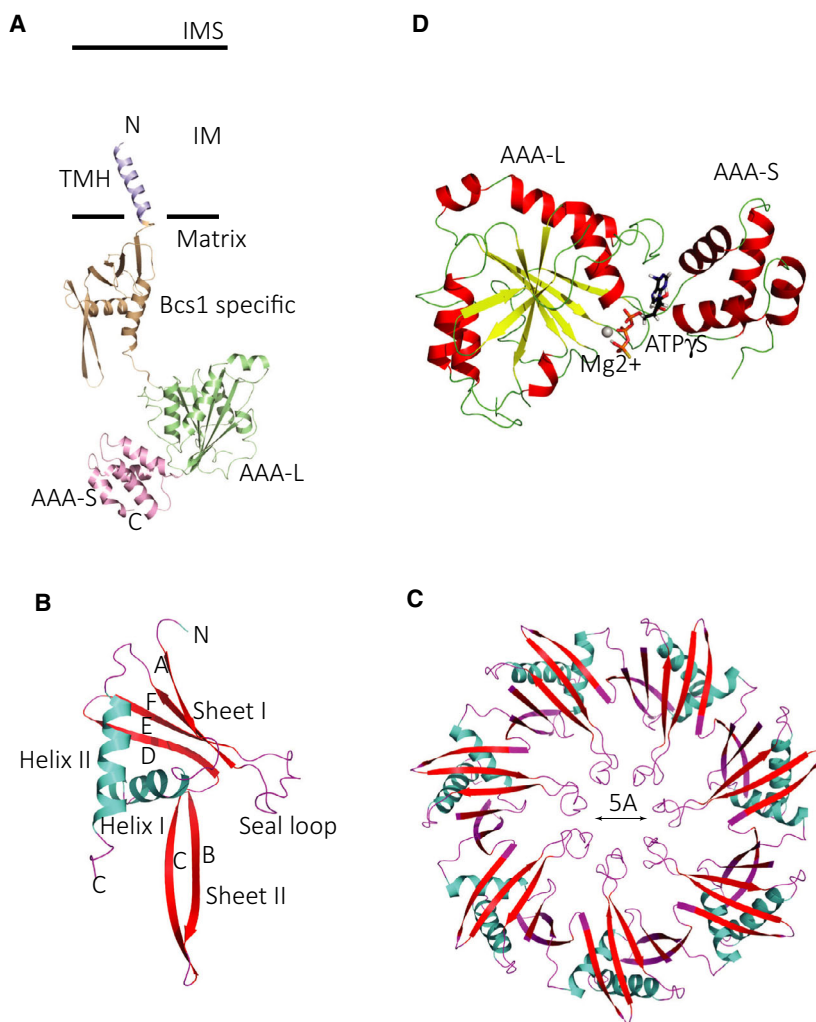 A
IMS
N
IM
TMH
Matrix
Bcs1 specific
AAA-L
AAA-S
C
D
AAA-L
AAA-S
ATPγS
Mg2+
B
N
A
F
Sheet I
E
D
Helix II
Helix I
Seal loop
C
B
C
Sheet II
C
5A